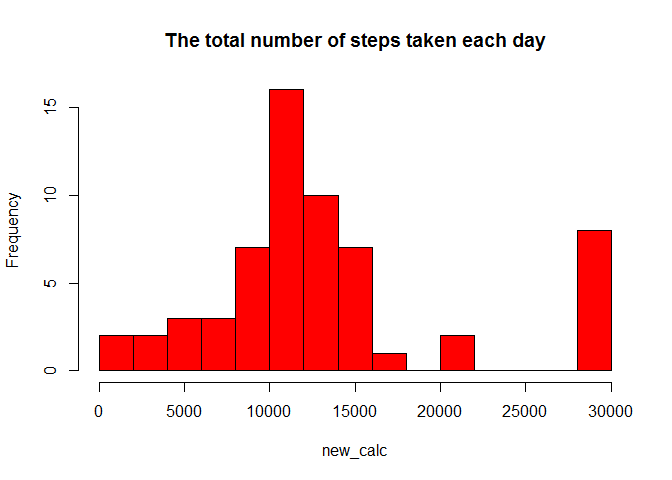 The total number of steps taken each day
Frequency
15
10
5
0
0 5000 10000 15000 20000 25000 30000
new_calc